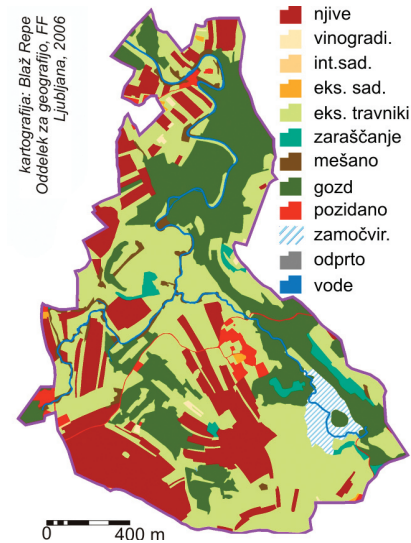 kartografija: Blaž Repe
Oddelek za geografijo, FF
Ljubljana, 2006
njive
vinogradi.
int.sad.
eks. sad.
eks. travniki
zaraščanje
mešano
gozd
pozidano
zamočvir.
odprto
vode
0 400 m